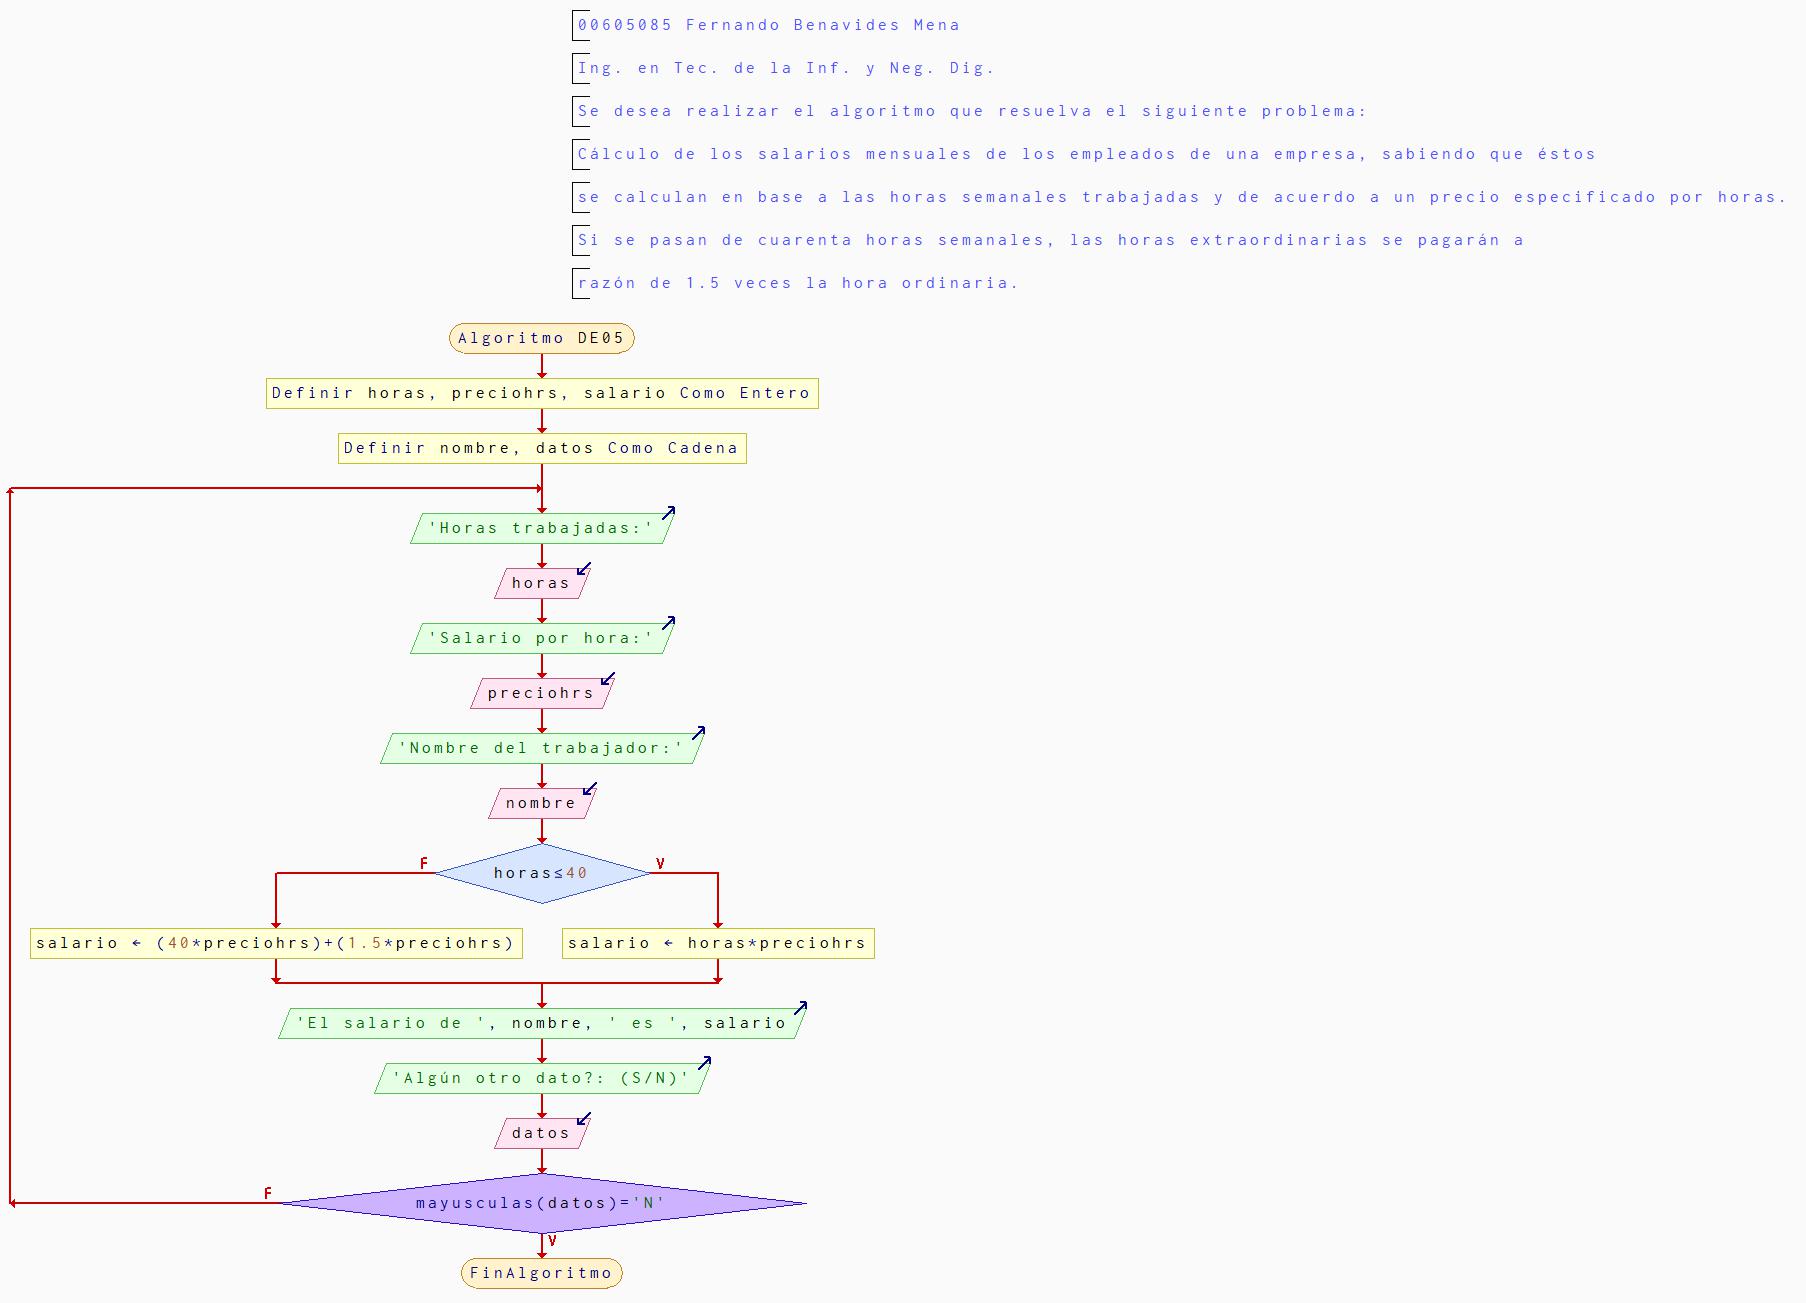 00605085 Fernando Benavides Mena
Ing. en Tec. de la Inf. y Neg. Dig.
Se desea realizar el algoritmo que resuelva el siguiente problema:
Cálculo de los salarios mensuales de los empleados de una empresa, sabiendo que éstos
se calculan en base a las horas semanales trabajadas y de acuerdo a un precio especificado por horas.
Si se pasan de cuarenta horas semanales, las horas extraordinarias se pagarán a
razón de 1.5 veces la hora ordinaria.
Algoritmo DE05
Definir horas, preciohrs, salario Como Entero
Definir nombre, datos Como Cadena
'Horas trabajadas:'
horas
'Salario por hora:'
preciohrs
'Nombre del trabajador:'
nombre
F
V
horas≤40
salario ← (40*preciohrs)+(1.5*preciohrs)
salario ← horas*preciohrs
'El salario de ', nombre, ' es ', salario
'Algún otro dato?: (S/N)'
datos
F
mayusculas(datos)='N'
V
FinAlgoritmo